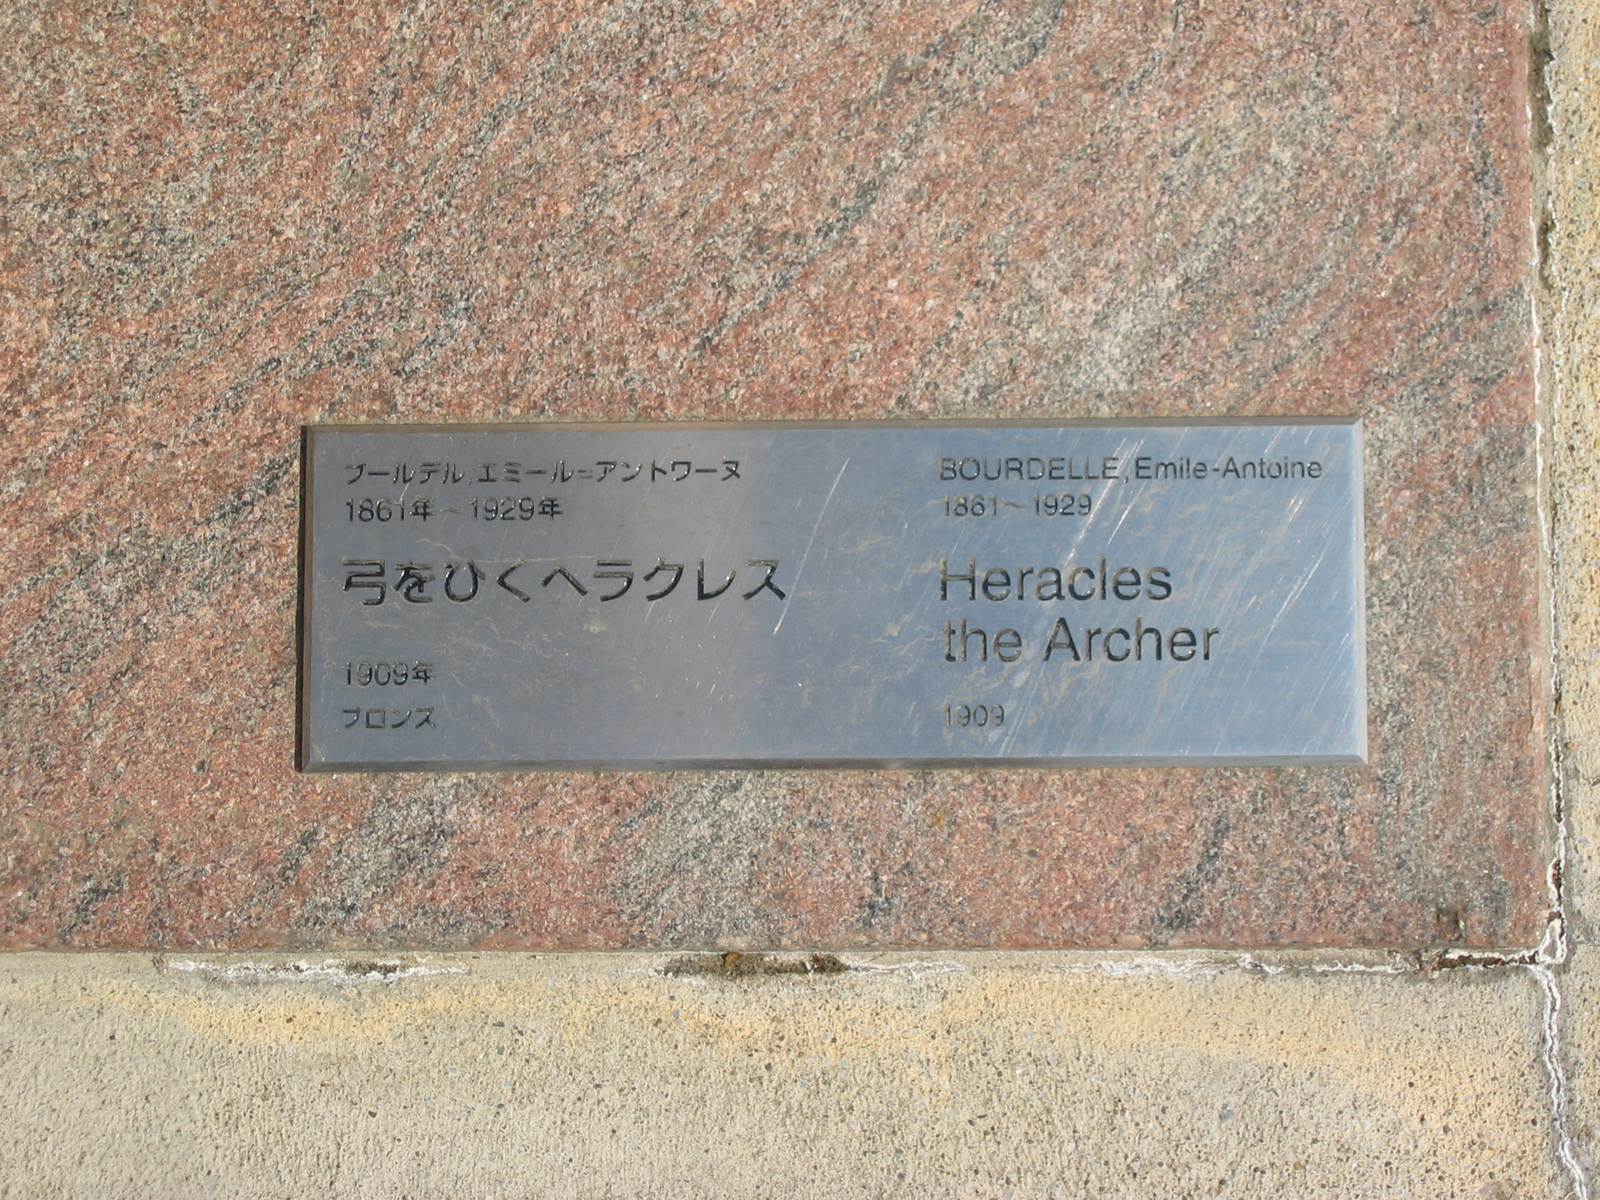 ブールデル,エミール=アントワーヌ
1861年~1929年
弓をひくヘラクレス
1909年
ブロンズ
BOURDELLE,Emile-Antoine
1861~1929
Heracles
the Archer
1909